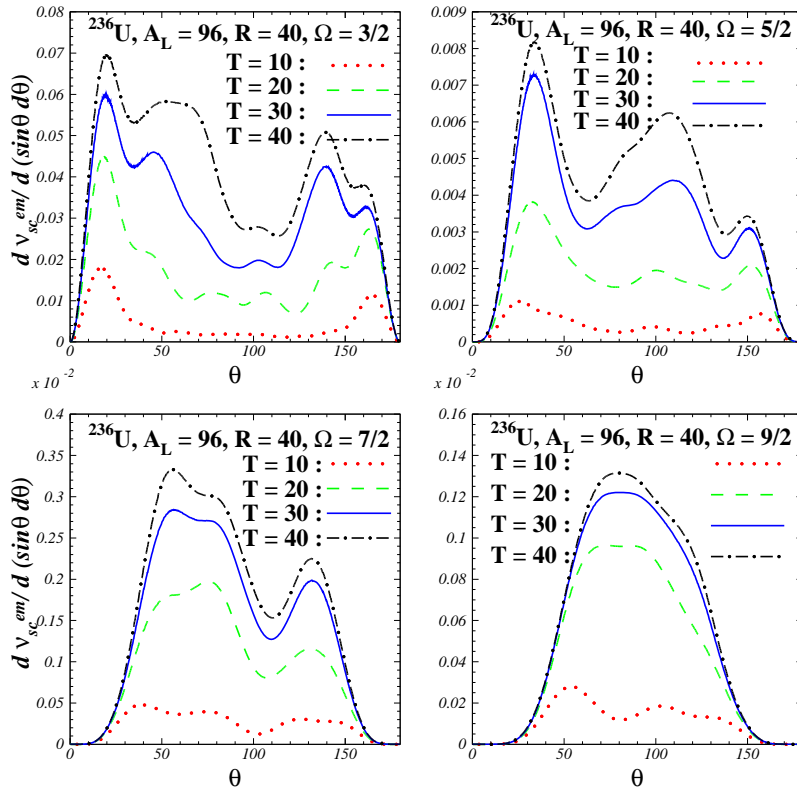 ²³⁶U, A_L = 96, R = 40, Ω = 3/2
T = 10 :
T = 20 :
T = 30 :
T = 40 :
d ν_sc^em / d (sinθ dθ)
0.08
0.07
0.06
0.05
0.04
0.03
0.02
0.01
0
0 50 100 150
θ
²³⁶U, A_L = 96, R = 40, Ω = 5/2
T = 10 :
T = 20 :
T = 30 :
T = 40 :
0.009
0.008
0.007
0.006
0.005
0.004
0.003
0.002
0.001
0
0 50 100 150
θ
x 10 -2
²³⁶U, A_L = 96, R = 40, Ω = 7/2
T = 10 :
T = 20 :
T = 30 :
T = 40 :
d ν_sc^em / d (sinθ dθ)
0.4
0.35
0.3
0.25
0.2
0.15
0.1
0.05
0
0 50 100 150
θ
x 10 -2
²³⁶U, A_L = 96, R = 40, Ω = 9/2
T = 10 :
T = 20 :
T = 30 :
T = 40 :
0.16
0.14
0.12
0.1
0.08
0.06
0.04
0.02
0
0 50 100 150
θ